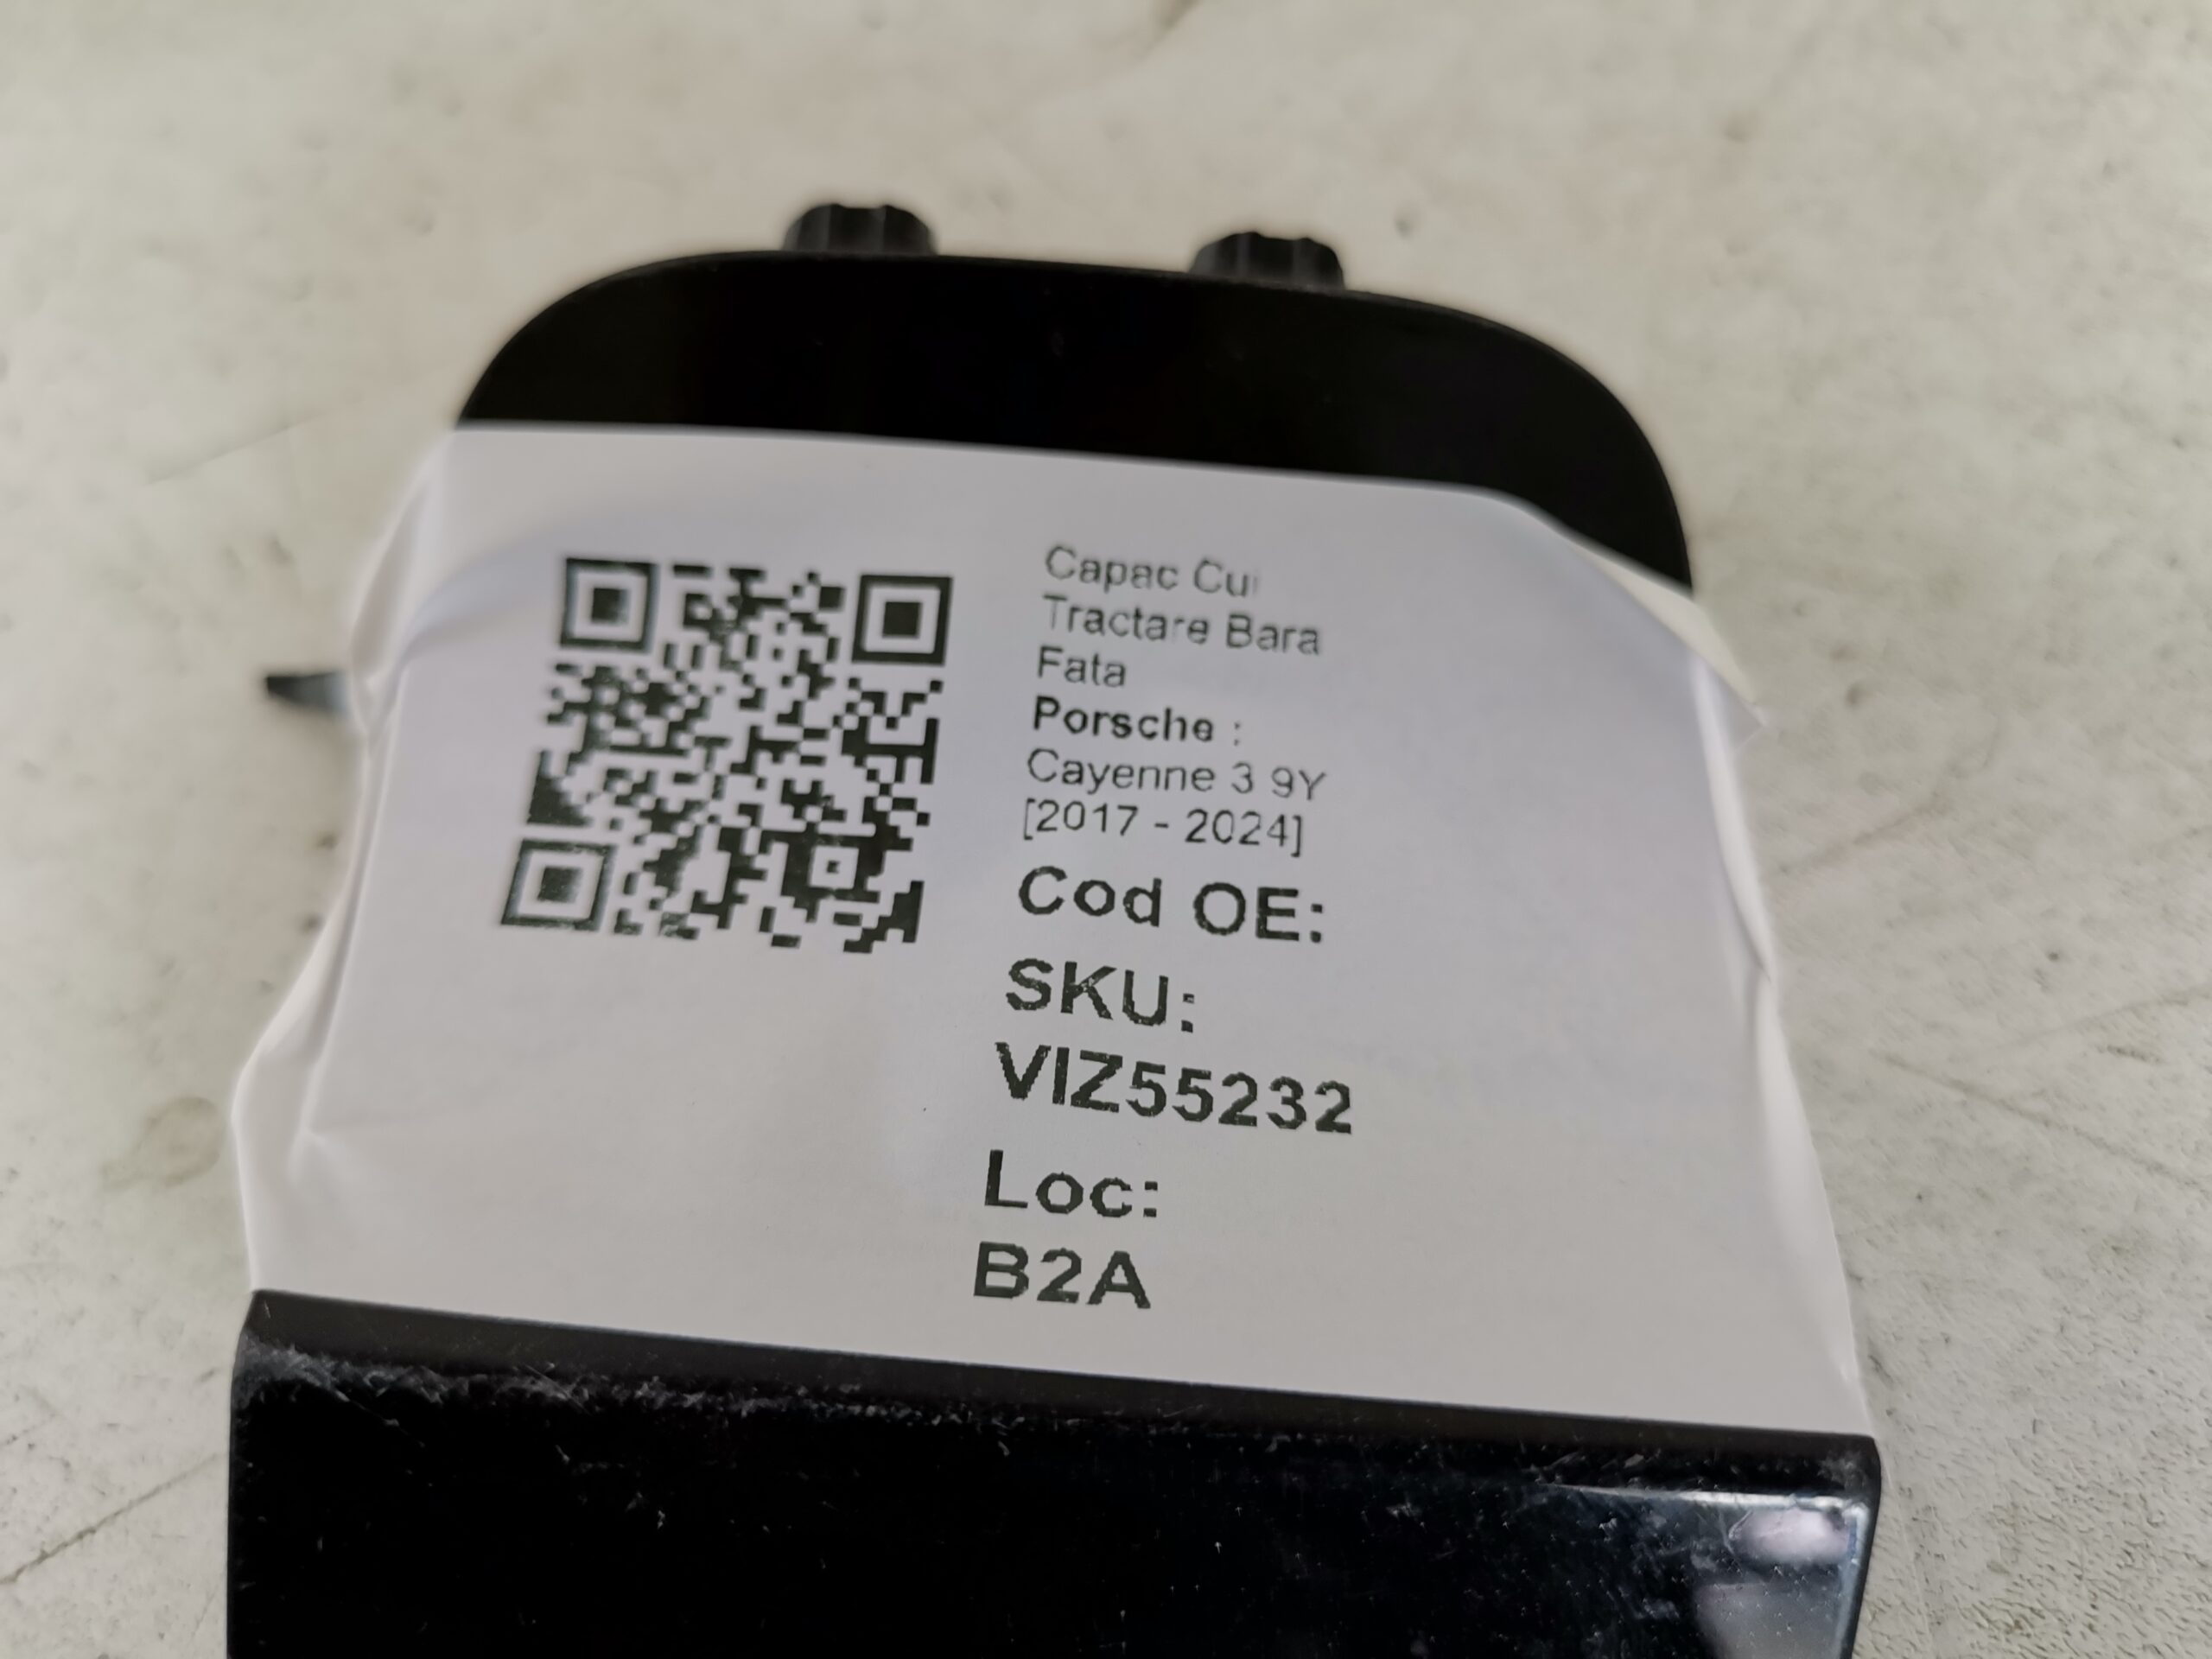 Capac Cui
Tractare Bara
Fata
Porsche :
Cayenne 3 9Y
[2017 - 2024]
Cod OE:
SKU:
VIZ55232
Loc:
B2A